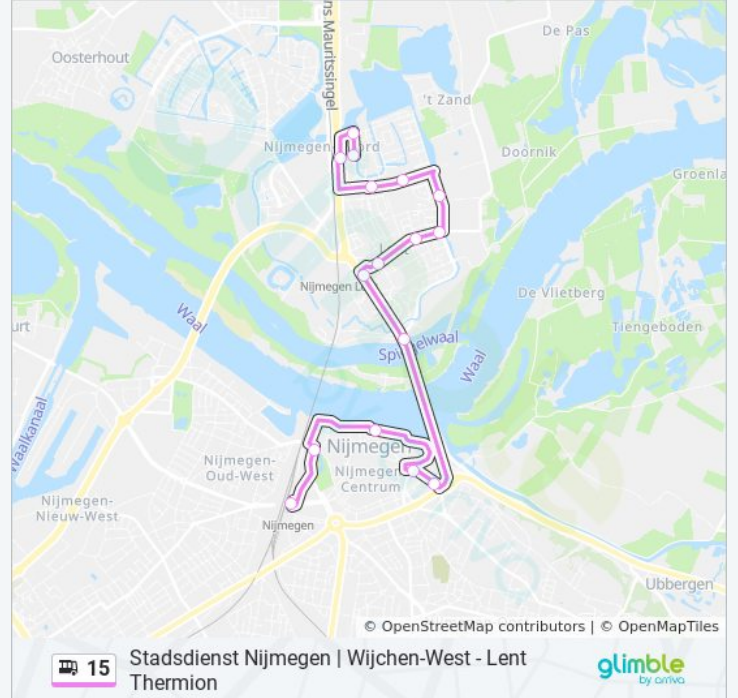 ns Mauritssingel
De Pas
Oosterhout
't Zand
Nijmegen
rd
Doornik
Groenla
Nijmegen
De Vlietberg
Tiengeboden
urt
Waal
Waal
Waalkanaal
Nijmegen
Nijmegen-
Oud-West
Nijmegen
Centrum
Nijmegen-
Nieuw-West
Nijmegen
Ubbergen
© OpenStreetMap contributors | © OpenMapTiles
15
Stadsdienst Nijmegen | Wijchen-West - Lent
Thermion
glimble
by arriva